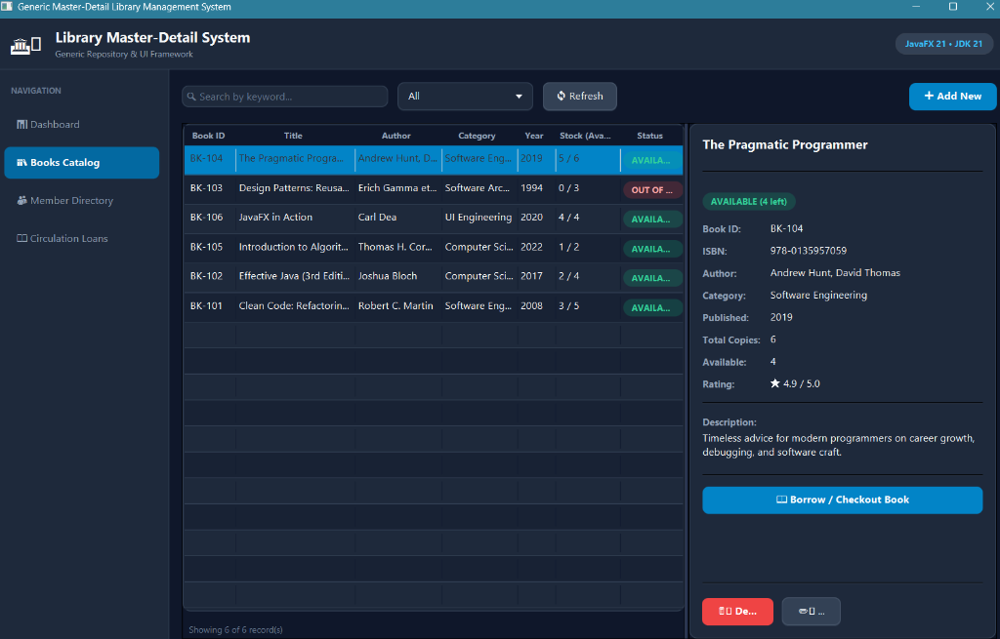 Generic Master-Detail Library Management System
Library Master-Detail System
Generic Repository & UI Framework
JavaFX 21 • JDK 21
NAVIGATION
Dashboard
Books Catalog
Member Directory
Circulation Loans
Search by keyword...
All
Refresh
+ Add New
Book ID Title Author Category Year Stock (Ava... Status
BK-104 The Pragmatic Progra... Andrew Hunt, D... Software Eng... 2019 5 / 6 AVAILA...
BK-103 Design Patterns: Reusa... Erich Gamma et... Software Arc... 1994 0 / 3 OUT OF ...
BK-106 JavaFX in Action Carl Dea UI Engineering 2020 4 / 4 AVAILA...
BK-105 Introduction to Algorit... Thomas H. Cor... Computer Sci... 2022 1 / 2 AVAILA...
BK-102 Effective Java (3rd Editi... Joshua Bloch Computer Sci... 2017 2 / 4 AVAILA...
BK-101 Clean Code: Refactorin... Robert C. Martin Software Eng... 2008 3 / 5 AVAILA...
Showing 6 of 6 record(s)
The Pragmatic Programmer
AVAILABLE (4 left)
Book ID: BK-104
ISBN: 978-0135957059
Author: Andrew Hunt, David Thomas
Category: Software Engineering
Published: 2019
Total Copies: 6
Available: 4
Rating: ★ 4.9 / 5.0
Description:
Timeless advice for modern programmers on career growth,
debugging, and software craft.
Borrow / Checkout Book
De...
...